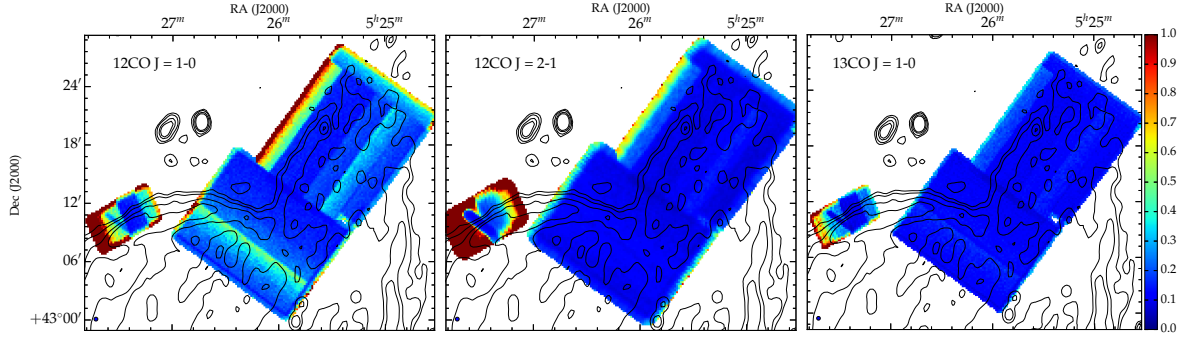 RA (J2000)
27ᵐ 26ᵐ 5ʰ25ᵐ
RA (J2000)
27ᵐ 26ᵐ 5ʰ25ᵐ
RA (J2000)
27ᵐ 26ᵐ 5ʰ25ᵐ
Dec (J2000)
24′
18′
12′
06′
+43°00′
12CO J = 1-0
12CO J = 2-1
13CO J = 1-0
1.0
0.9
0.8
0.7
0.6
0.5
0.4
0.3
0.2
0.1
0.0